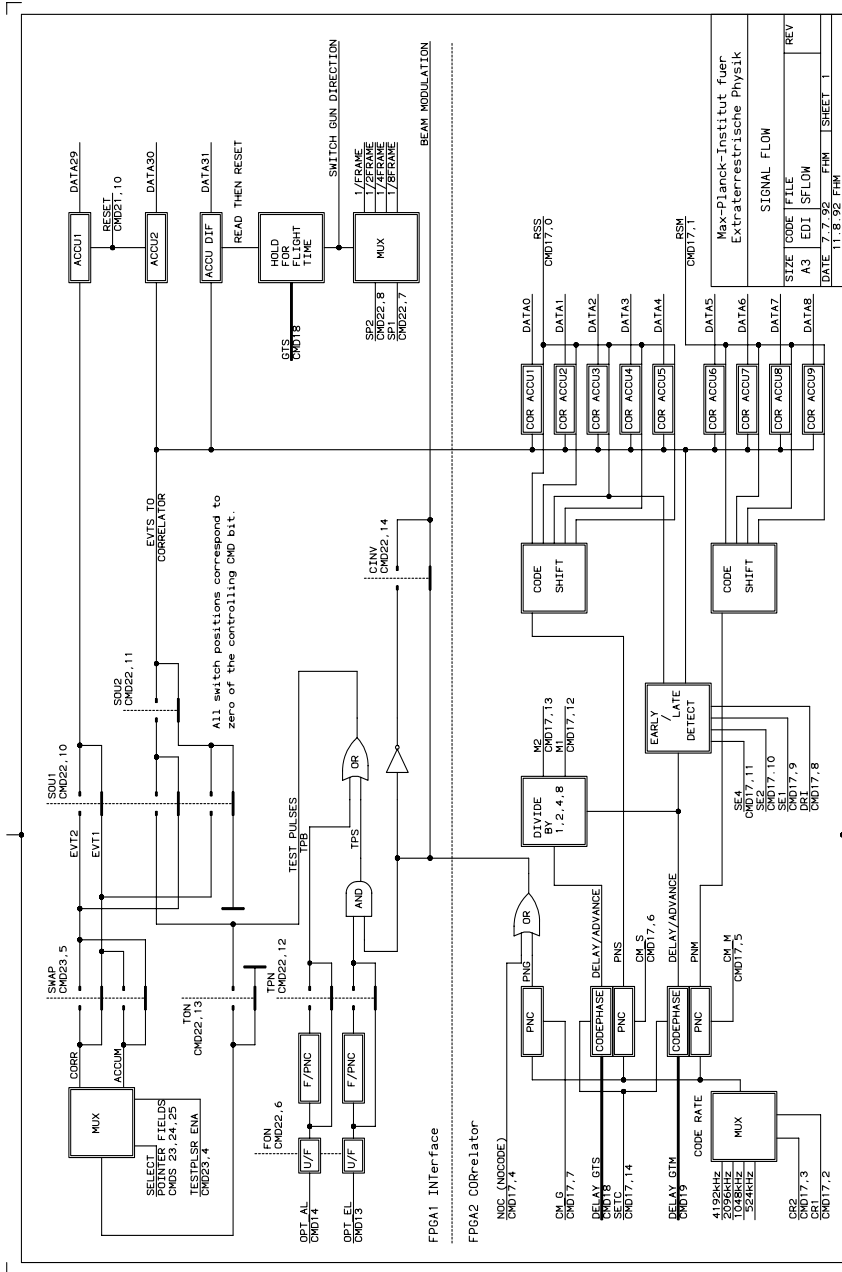 MUX
CORR
ACCUM
SELECT
POINTER FIELDS
CMDS 23,24,25
TESTPLSR ENA
CMD23,4
SWAP
CMD23,5
EVT2
EVT1
SOU1
CMD22,10
SOU2
CMD22,11
EVTS TO
CORRELATOR
All switch positions correspond to
zero of the controlling CMD bit.
TON
CMD22,13
TEST PULSES
TPB
ACCU1
DATA29
RESET
CMD21,10
ACCU2
DATA30
ACCU DIF
DATA31
READ THEN RESET
HOLD
FOR
FLIGHT
TIME
GTS
CMD18
SWITCH GUN DIRECTION
MUX
1/FRAME
1/2FRAME
1/4FRAME
1/8FRAME
SP2
CMD22,8
SP1
CMD22,7
FON
CMD22,6
OPT_AL
CMD14
OPT_EL
CMD13
U/F
U/F
F/PNC
F/PNC
TPN
CMD22,12
AND
TPS
OR
CINV
CMD22,14
BEAM MODULATION
FPGA1 INTerface
FPGA2 CORrelator
NOC (NOCODE)
CMD17,4
CM_G
CMD17,7
PNC
PNG
OR
DELAY GTS
CMD18
SETC
CMD17,14
CODEPHASE
PNC
DELAY/ADVANCE
PNS
CM_S
CMD17,6
DELAY GTM
CMD19
CODEPHASE
PNC
DELAY/ADVANCE
PNM
CM_M
CMD17,5
CODE RATE
MUX
4192kHz
2096kHz
1048kHz
524kHz
CR2
CMD17,3
CR1
CMD17,2
DIVIDE
BY
1,2,4,8
M2
CMD17,13
M1
CMD17,12
EARLY
/
LATE
DETECT
SE4
CMD17,11
SE2
CMD17,10
SE1
CMD17,9
DRI
CMD17,8
CODE
SHIFT
CODE
SHIFT
COR ACCU1
COR ACCU2
COR ACCU3
COR ACCU4
COR ACCU5
COR ACCU6
COR ACCU7
COR ACCU8
COR ACCU9
DATA0
DATA1
DATA2
DATA3
DATA4
DATA5
DATA6
DATA7
DATA8
RSS
CMD17,0
RSM
CMD17,1
Max-Planck-Institut fuer
Extraterrestrische Physik
SIGNAL FLOW
SIZE CODE FILE REV
A3 EDI SFLOW
DATE 7.7.92 FHM SHEET 1
11.8.92 FHM